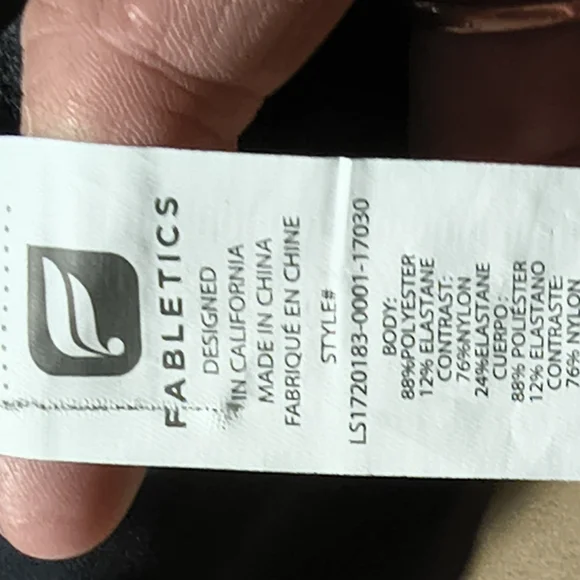 FABLETICS
DESIGNED
IN CALIFORNIA
MADE IN CHINA
FABRIQUÉ EN CHINE
STYLE#
LS1720183-0001-17030
BODY:
88%POLYESTER
12% ELASTANE
CONTRAST:
76%NYLON
24%ELASTANE
CUERPO:
88% POLIÉSTER
12% ELASTANO
CONTRASTE:
76% NYLON